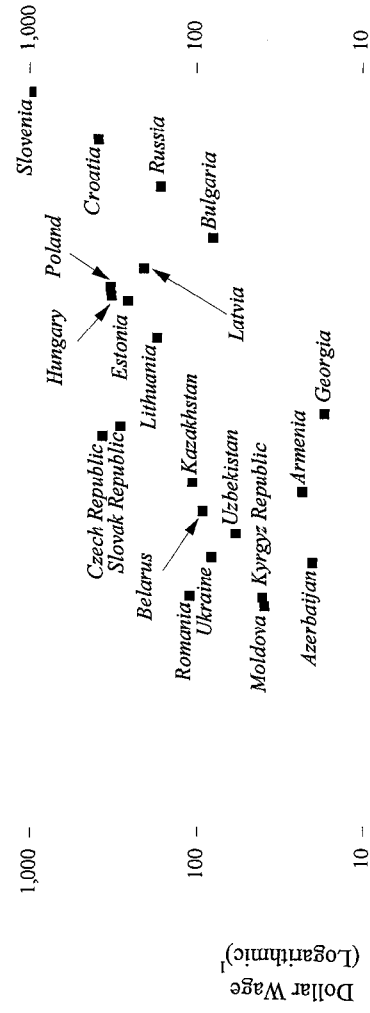 Dollar Wage
(Logarithmic)¹
1,000
100
10
1,000
100
10
Slovenia
Croatia
Russia
Bulgaria
Poland
Hungary
Estonia
Latvia
Lithuania
Czech Republic
Slovak Republic
Kazakhstan
Belarus
Uzbekistan
Romania
Ukraine
Kyrgyz Republic
Moldova
Georgia
Armenia
Azerbaijan